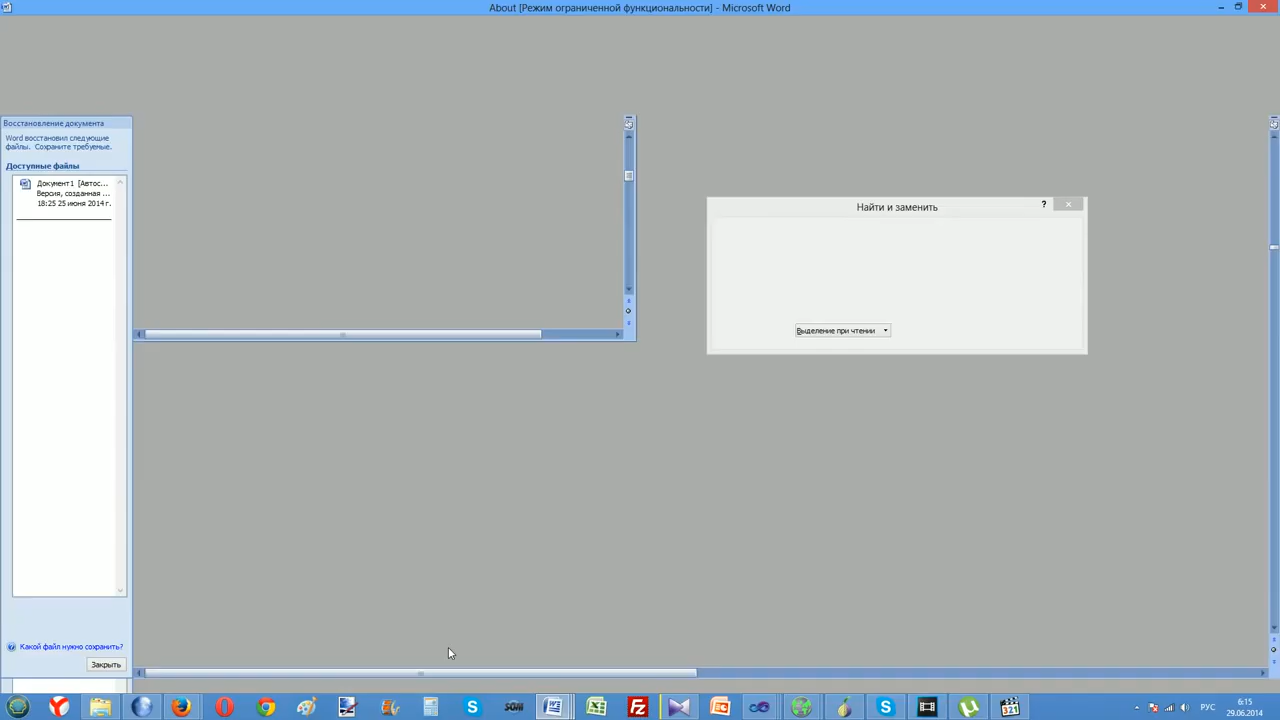 About [Режим ограниченной функциональности] - Microsoft Word
Восстановление документа
Word восстановил следующие
файлы. Сохраните требуемые.
Доступные файлы
Документ1 [Автос...
Версия, созданная ...
18:25 25 июня 2014 г.
Найти и заменить
?
Выделение при чтении
Какой файл нужно сохранить?
Закрыть
SGM
321
РУС
6:15
29.06.2014